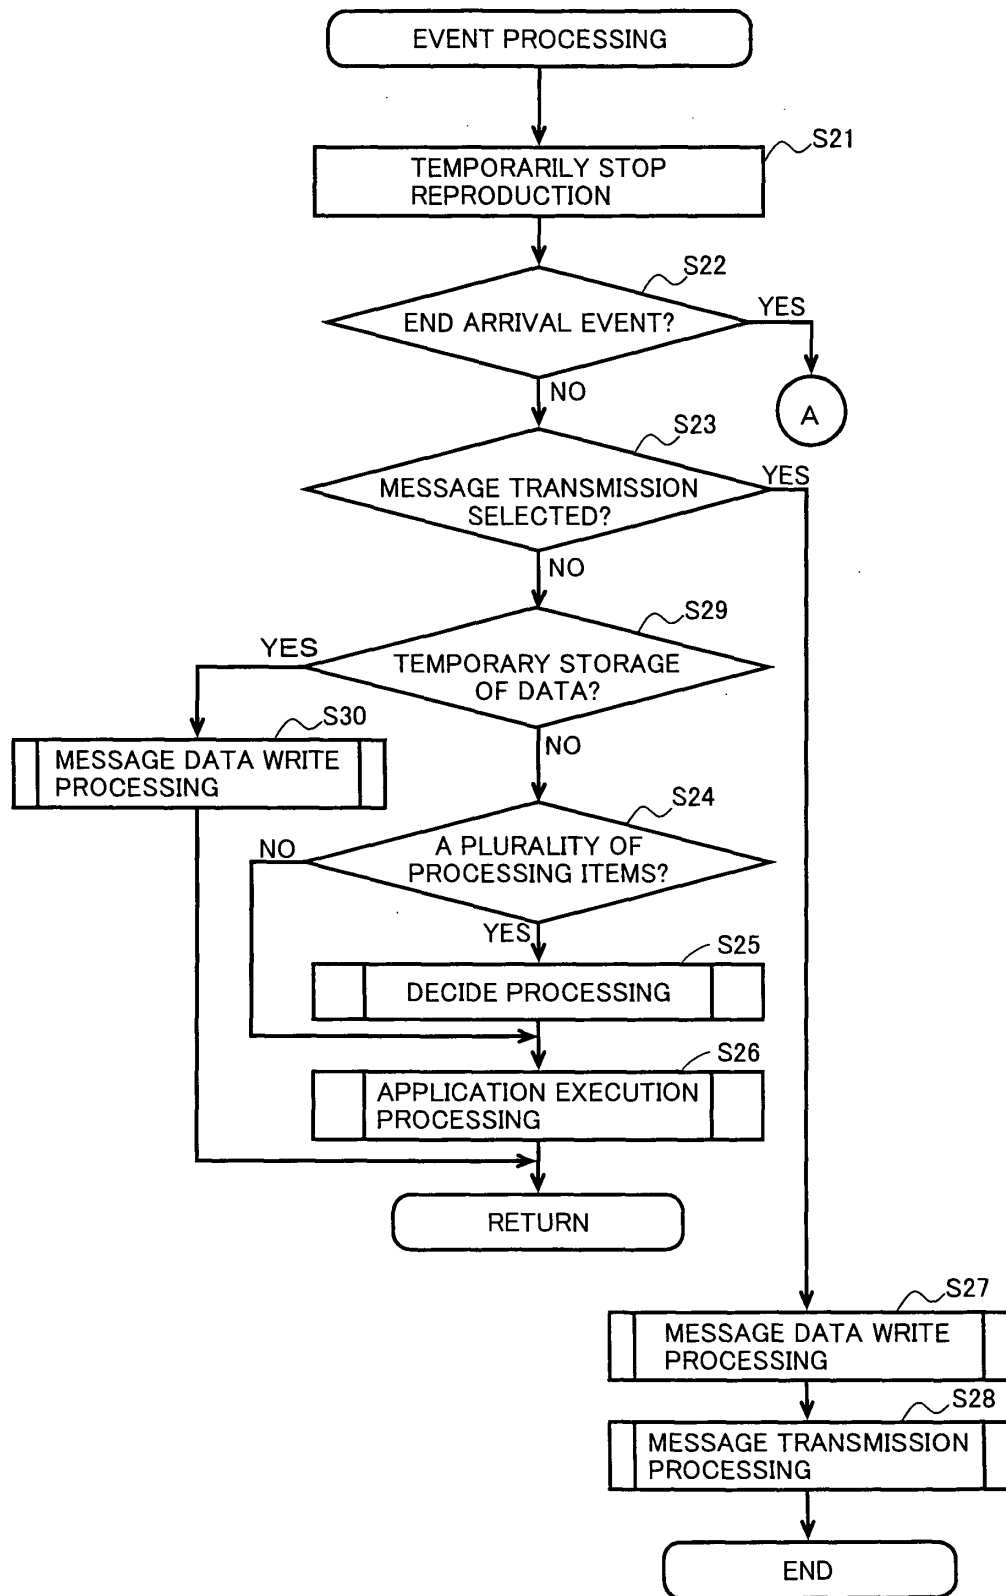 EVENT PROCESSING
S21
TEMPORARILY STOP
REPRODUCTION
S22
END ARRIVAL EVENT?
YES
NO
A
S23
MESSAGE TRANSMISSION
SELECTED?
YES
NO
S29
YES
TEMPORARY STORAGE
OF DATA?
S30
NO
MESSAGE DATA WRITE
PROCESSING
S24
NO
A PLURALITY OF
PROCESSING ITEMS?
YES
S25
DECIDE PROCESSING
S26
APPLICATION EXECUTION
PROCESSING
RETURN
S27
MESSAGE DATA WRITE
PROCESSING
S28
MESSAGE TRANSMISSION
PROCESSING
END